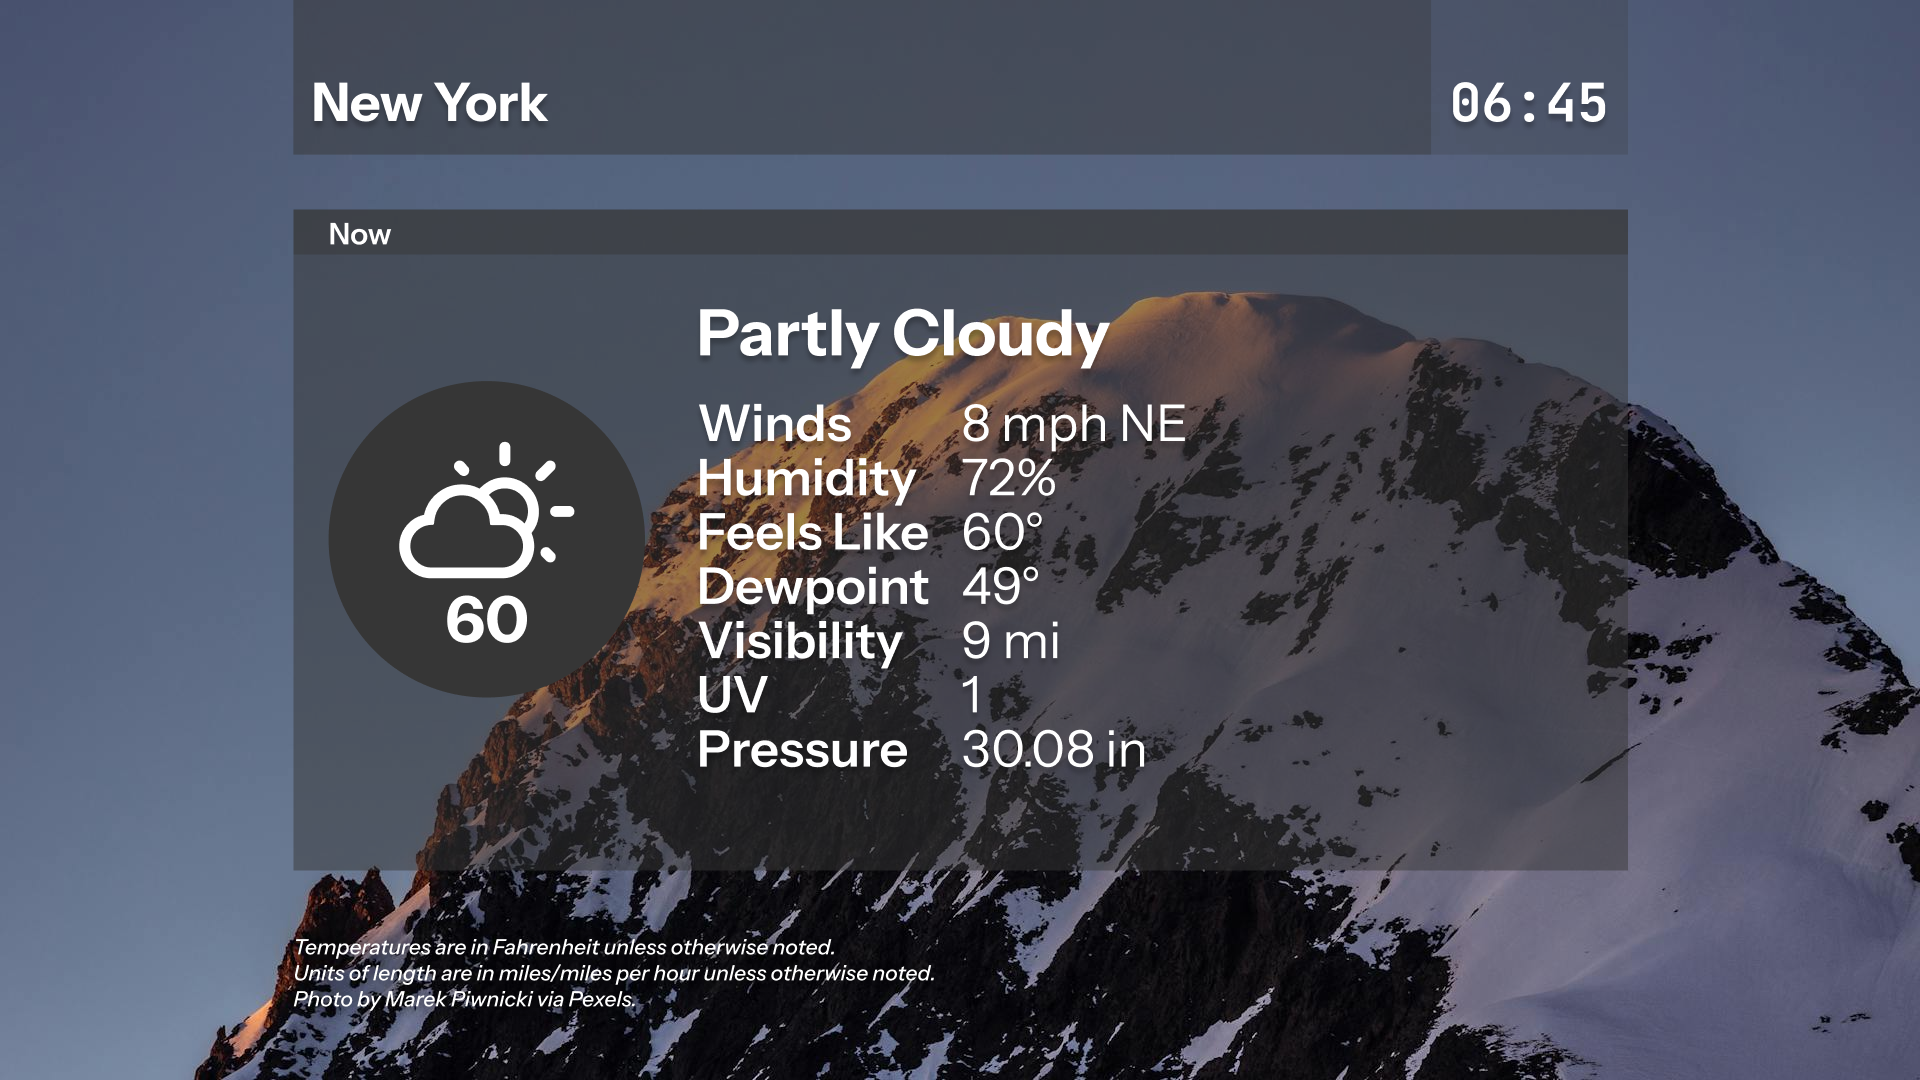 New York
06:45
Now
Partly Cloudy
Winds 8 mph NE
Humidity 72%
Feels Like 60°
Dewpoint 49°
Visibility 9 mi
UV 1
Pressure 30.08 in
60
Temperatures are in Fahrenheit unless otherwise noted.
Units of length are in miles/miles per hour unless otherwise noted.
Photo by Marek Piwnicki via Pexels.